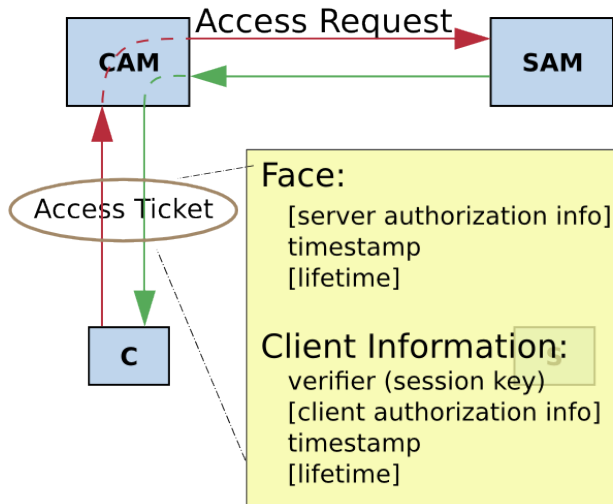 Access Request
CAM
SAM
Access Ticket
Face:
[server authorization info]
timestamp
[lifetime]
C
Client Information:
S
verifier (session key)
[client authorization info]
timestamp
[lifetime]